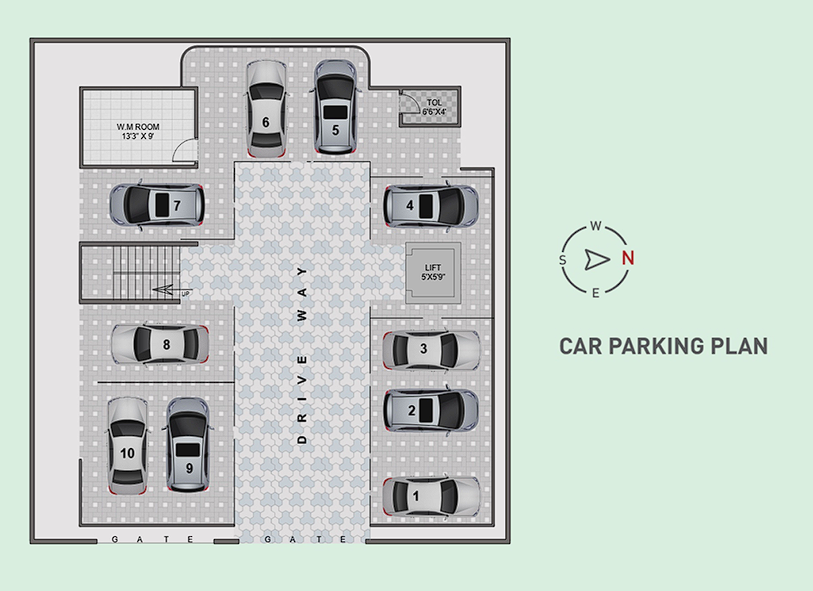 6
5
TOL
6'6"X4'
W.M ROOM
13'3" X 9'
7
4
LIFT
5'X5'9"
UP
DRIVE WAY
8
3
2
10
9
1
GATE
GATE
W
S
N
E
CAR PARKING PLAN